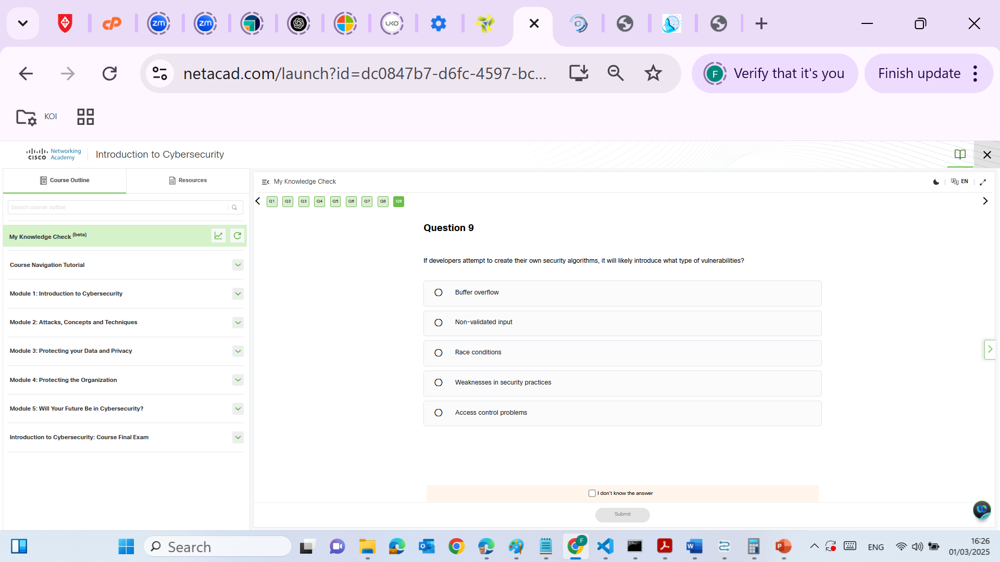 zm
zm
UKO
netacad.com/launch?id=dc0847b7-d6fc-4597-bc...
F
Verify that it's you
Finish update
KOI
CISCO Networking Academy
Introduction to Cybersecurity
Course Outline
Resources
My Knowledge Check
EN
Search course outline
Q1 Q2 Q3 Q4 Q5 Q6 Q7 Q8 Q9
My Knowledge Check (beta)
Course Navigation Tutorial
Module 1: Introduction to Cybersecurity
Module 2: Attacks, Concepts and Techniques
Module 3: Protecting your Data and Privacy
Module 4: Protecting the Organization
Module 5: Will Your Future Be in Cybersecurity?
Introduction to Cybersecurity: Course Final Exam
Question 9
If developers attempt to create their own security algorithms, it will likely introduce what type of vulnerabilities?
Buffer overflow
Non-validated input
Race conditions
Weaknesses in security practices
Access control problems
I don't know the answer
Submit
Search
F
ENG
16:26
01/03/2025